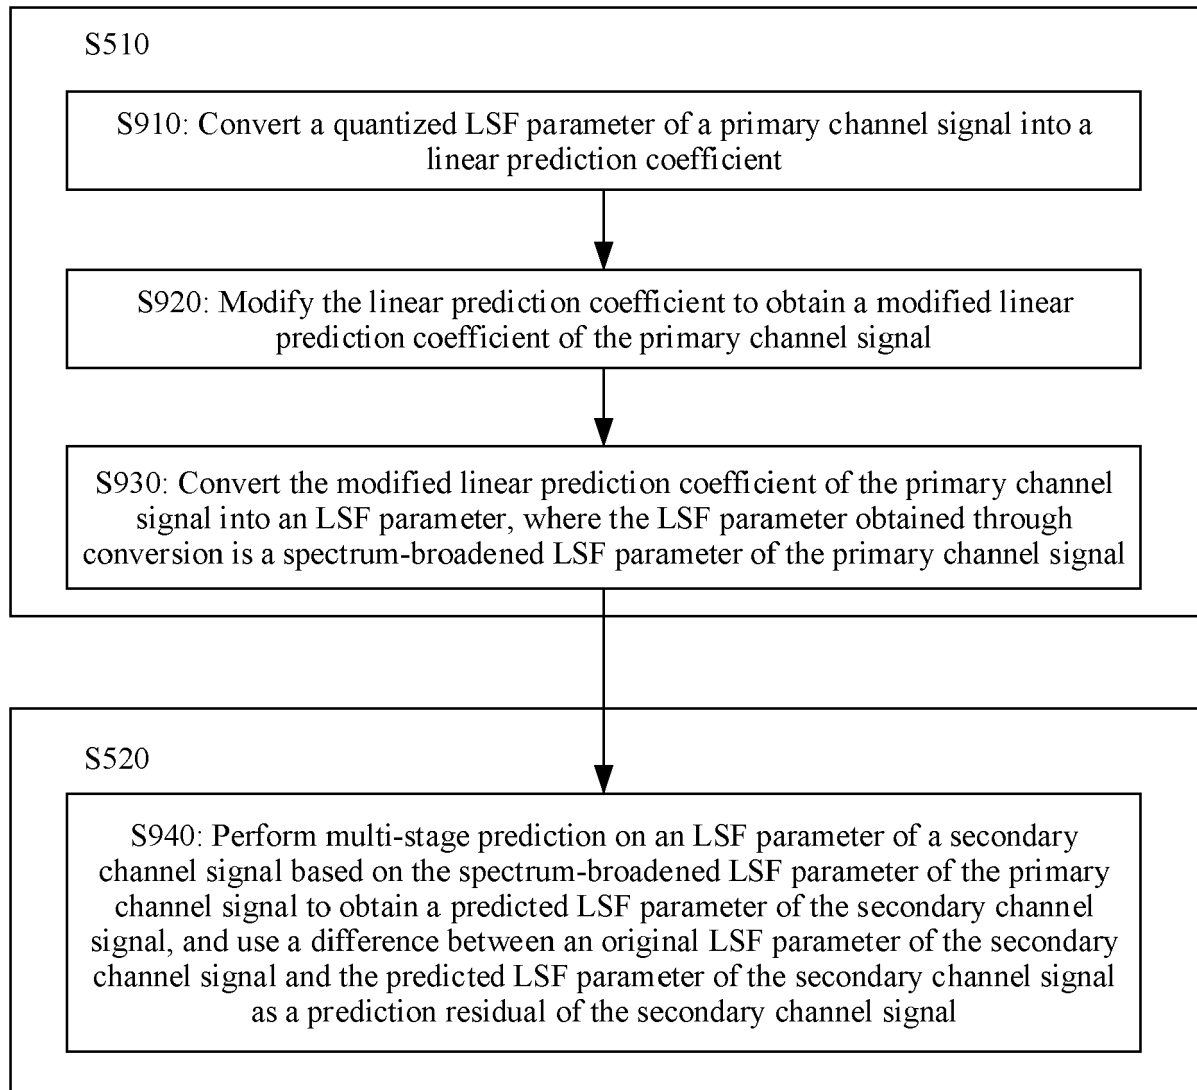 S510
S910: Convert a quantized LSF parameter of a primary channel signal into a
linear prediction coefficient
S920: Modify the linear prediction coefficient to obtain a modified linear
prediction coefficient of the primary channel signal
S930: Convert the modified linear prediction coefficient of the primary channel
signal into an LSF parameter, where the LSF parameter obtained through
conversion is a spectrum-broadened LSF parameter of the primary channel signal
S520
S940: Perform multi-stage prediction on an LSF parameter of a secondary
channel signal based on the spectrum-broadened LSF parameter of the primary
channel signal to obtain a predicted LSF parameter of the secondary channel
signal, and use a difference between an original LSF parameter of the secondary
channel signal and the predicted LSF parameter of the secondary channel signal
as a prediction residual of the secondary channel signal